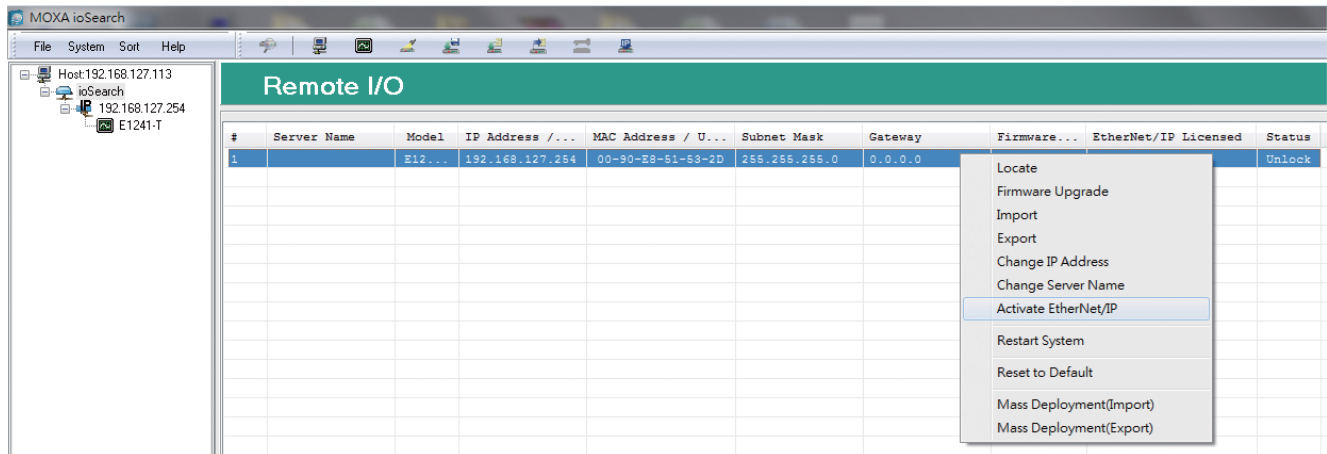 MOXA ioSearch
File System Sort Help
Host:192.168.127.113
ioSearch
192.168.127.254
E1241-T
Remote I/O
# Server Name Model IP Address /... MAC Address / U... Subnet Mask Gateway Firmware... EtherNet/IP Licensed Status
1 E12... 192.168.127.254 00-90-E8-51-53-2D 255.255.255.0 0.0.0.0 Unlock
Locate
Firmware Upgrade
Import
Export
Change IP Address
Change Server Name
Activate EtherNet/IP
Restart System
Reset to Default
Mass Deployment(Import)
Mass Deployment(Export)